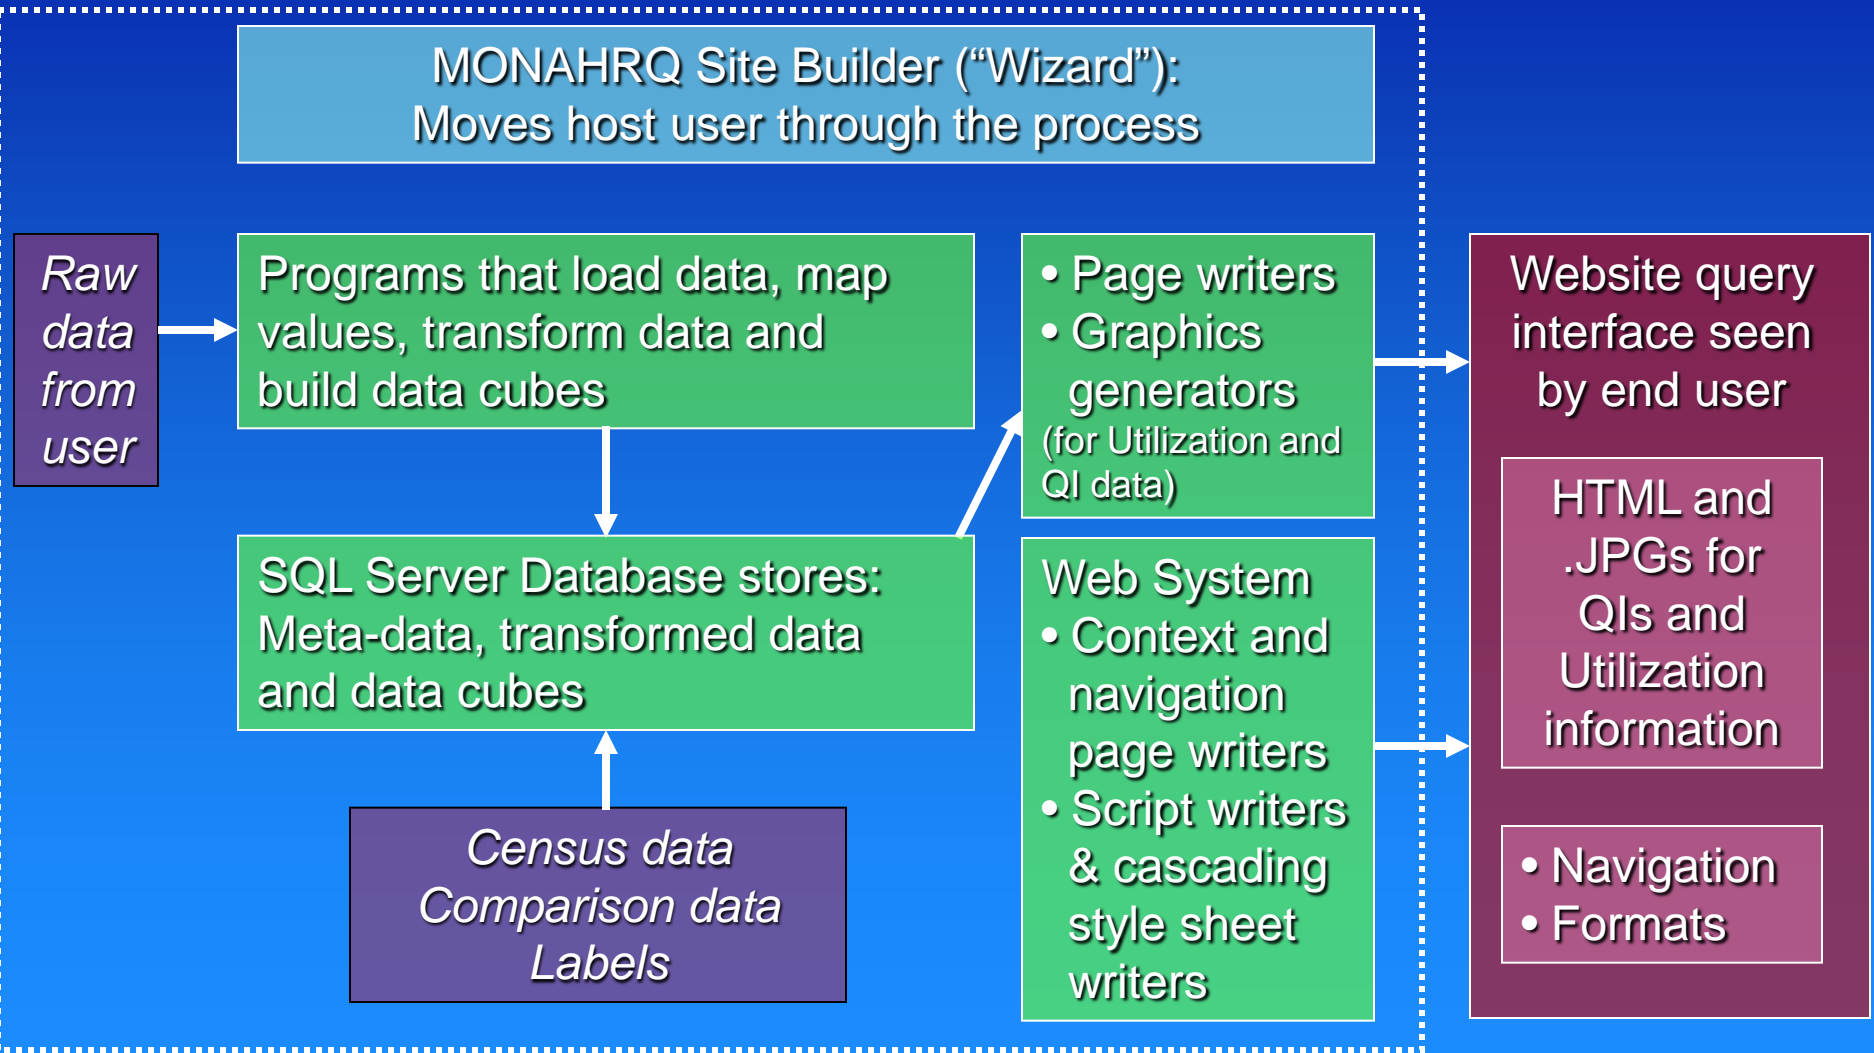 MONAHRQ Site Builder (“Wizard”):
Moves host user through the process
Raw
data
from
user
Programs that load data, map
values, transform data and
build data cubes
SQL Server Database stores:
Meta-data, transformed data
and data cubes
Census data
Comparison data
Labels
• Page writers
• Graphics
generators
(for Utilization and
QI data)
Web System
• Context and
navigation
page writers
• Script writers
& cascading
style sheet
writers
Website query
interface seen
by end user
HTML and
.JPGs for
QIs and
Utilization
information
• Navigation
• Formats